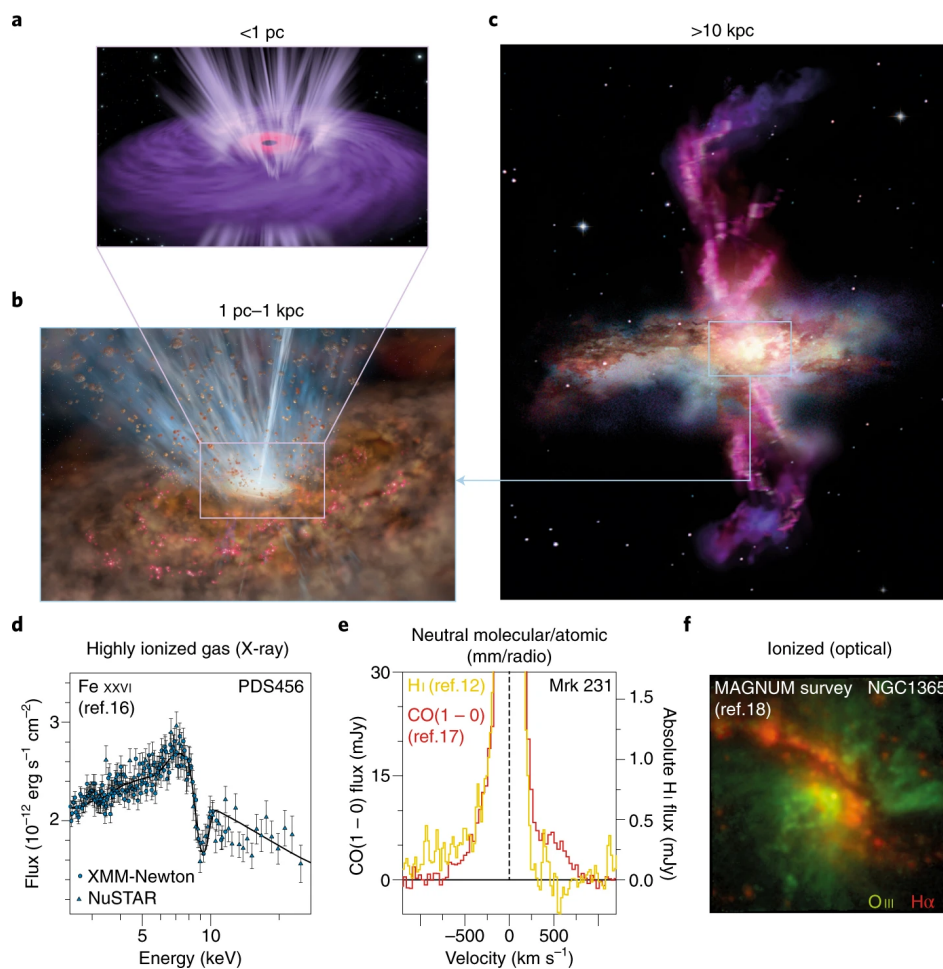 a
<1 pc
c
>10 kpc
b
1 pc–1 kpc
d
Highly ionized gas (X-ray)
Fe XXVI
(ref.16)
PDS456
3
2
1
5
10
Flux (10⁻¹² erg s⁻¹ cm⁻²)
XMM-Newton
NuSTAR
Energy (keV)
e
Neutral molecular/atomic
(mm/radio)
HI (ref.12)
CO(1 – 0)
(ref.17)
Mrk 231
30
15
0
1.5
1.0
0.5
0.0
–500
0
500
CO(1 – 0) flux (mJy)
Absolute HI flux (mJy)
Velocity (km s⁻¹)
f
Ionized (optical)
MAGNUM survey
(ref.18)
NGC1365
OIII
Hα